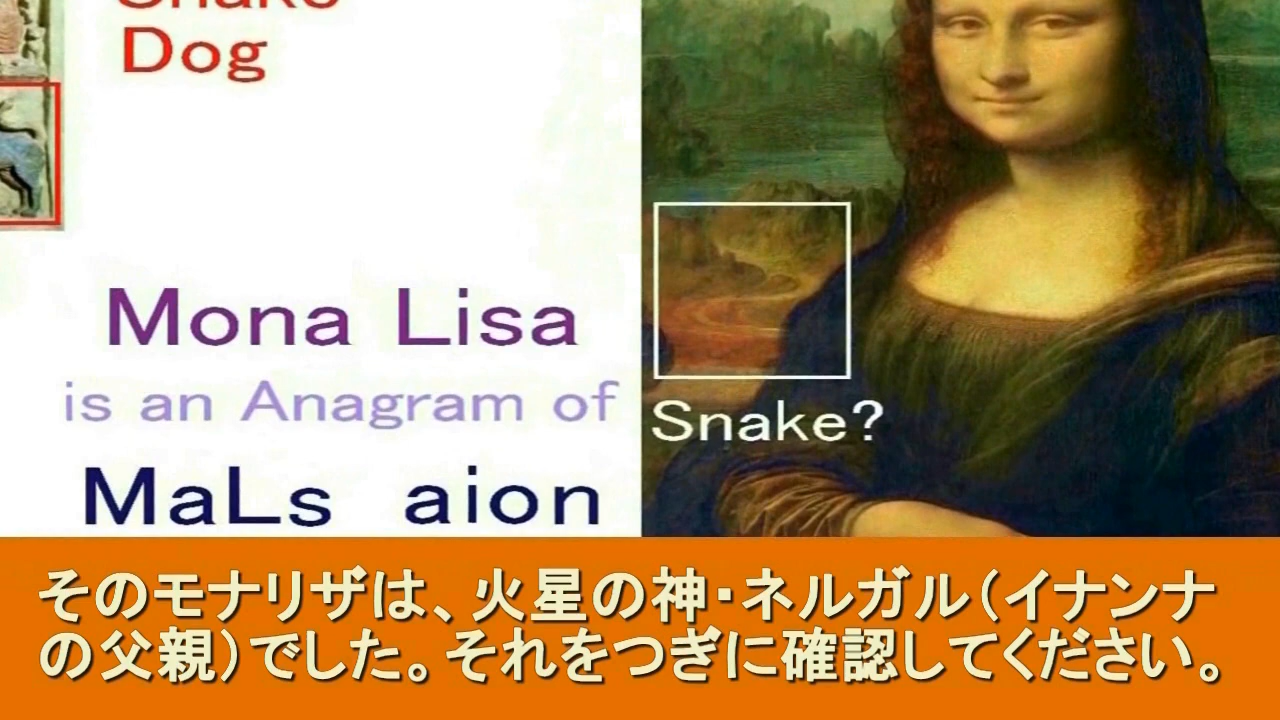 Snake
Dog
Mona Lisa
is an Anagram of
MaLs aion
Snake?
そのモナリザは、火星の神・ネルガル（イナンナ
の父親）でした。それをつぎに確認してください。